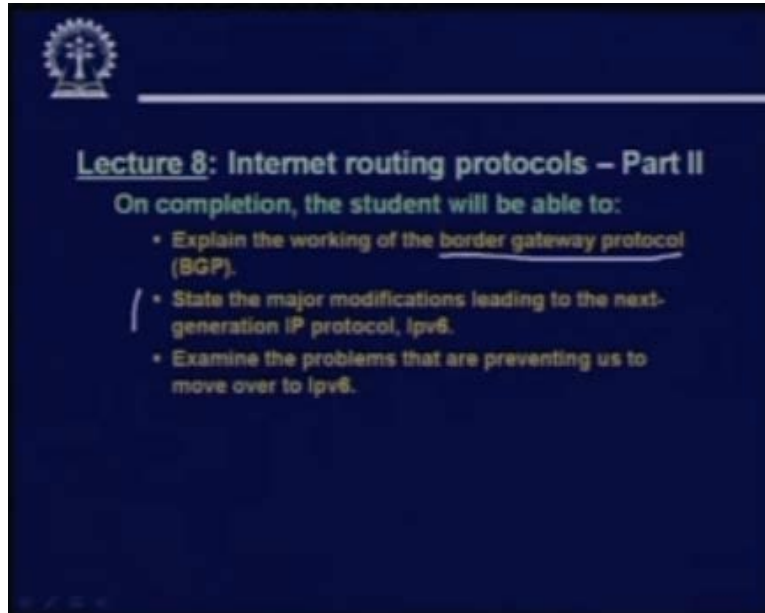 Lecture 8: Internet routing protocols – Part II
On completion, the student will be able to:
• Explain the working of the border gateway protocol
(BGP).
• State the major modifications leading to the next-
generation IP protocol, Ipv6.
• Examine the problems that are preventing us to
move over to Ipv6.